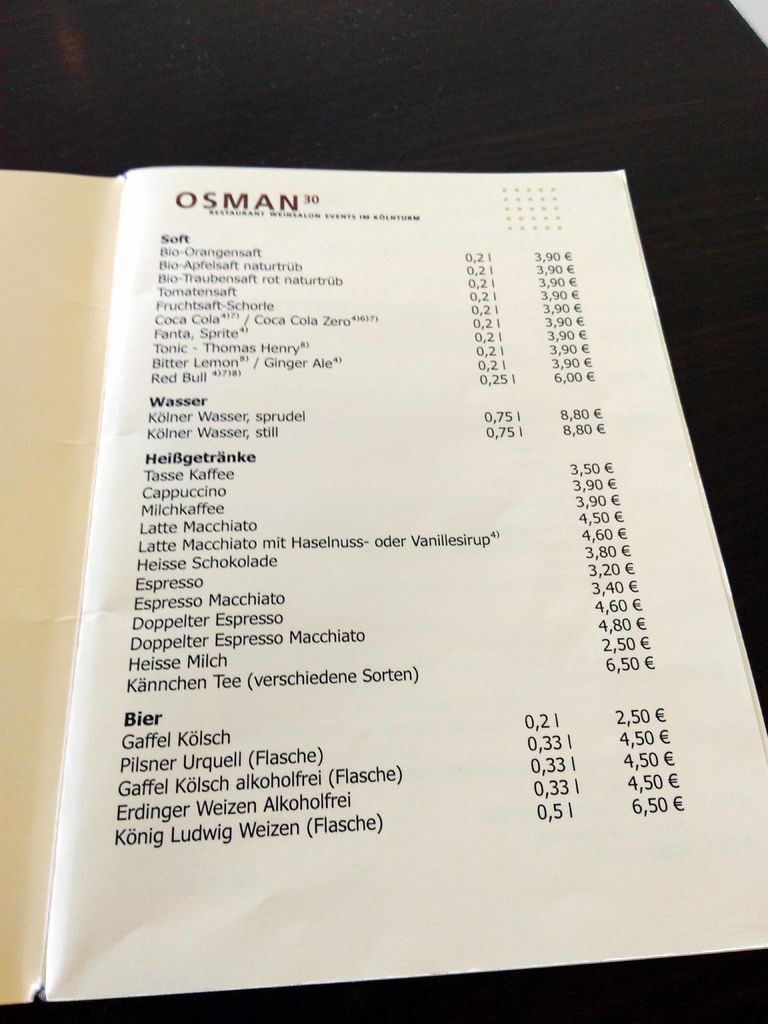 OSMAN30
RESTAURANT WEINSALON EVENTS IM KÖLNTURM
Soft
Bio-Orangensaft 0,2 l 3,90 €
Bio-Apfelsaft naturtrüb 0,2 l 3,90 €
Bio-Traubensaft rot naturtrüb 0,2 l 3,90 €
Tomatensaft 0,2 l 3,90 €
Fruchtsaft-Schorle 0,2 l 3,90 €
Coca Cola4)7) / Coca Cola Zero4)6)7) 0,2 l 3,90 €
Fanta, Sprite4) 0,2 l 3,90 €
Tonic - Thomas Henry8) 0,2 l 3,90 €
Bitter Lemon8) / Ginger Ale4) 0,2 l 3,90 €
Red Bull 4)7)8) 0,25 l 6,00 €
Wasser
Kölner Wasser, sprudel 0,75 l 8,80 €
Kölner Wasser, still 0,75 l 8,80 €
Heißgetränke
Tasse Kaffee 3,50 €
Cappuccino 3,90 €
Milchkaffee 3,90 €
Latte Macchiato 4,50 €
Latte Macchiato mit Haselnuss- oder Vanillesirup4) 4,60 €
Heisse Schokolade 3,80 €
Espresso 3,20 €
Espresso Macchiato 3,40 €
Doppelter Espresso 4,60 €
Doppelter Espresso Macchiato 4,80 €
Heisse Milch 2,50 €
Kännchen Tee (verschiedene Sorten) 6,50 €
Bier
Gaffel Kölsch 0,2 l 2,50 €
Pilsner Urquell (Flasche) 0,33 l 4,50 €
Gaffel Kölsch alkoholfrei (Flasche) 0,33 l 4,50 €
Erdinger Weizen Alkoholfrei 0,33 l 4,50 €
König Ludwig Weizen (Flasche) 0,5 l 6,50 €